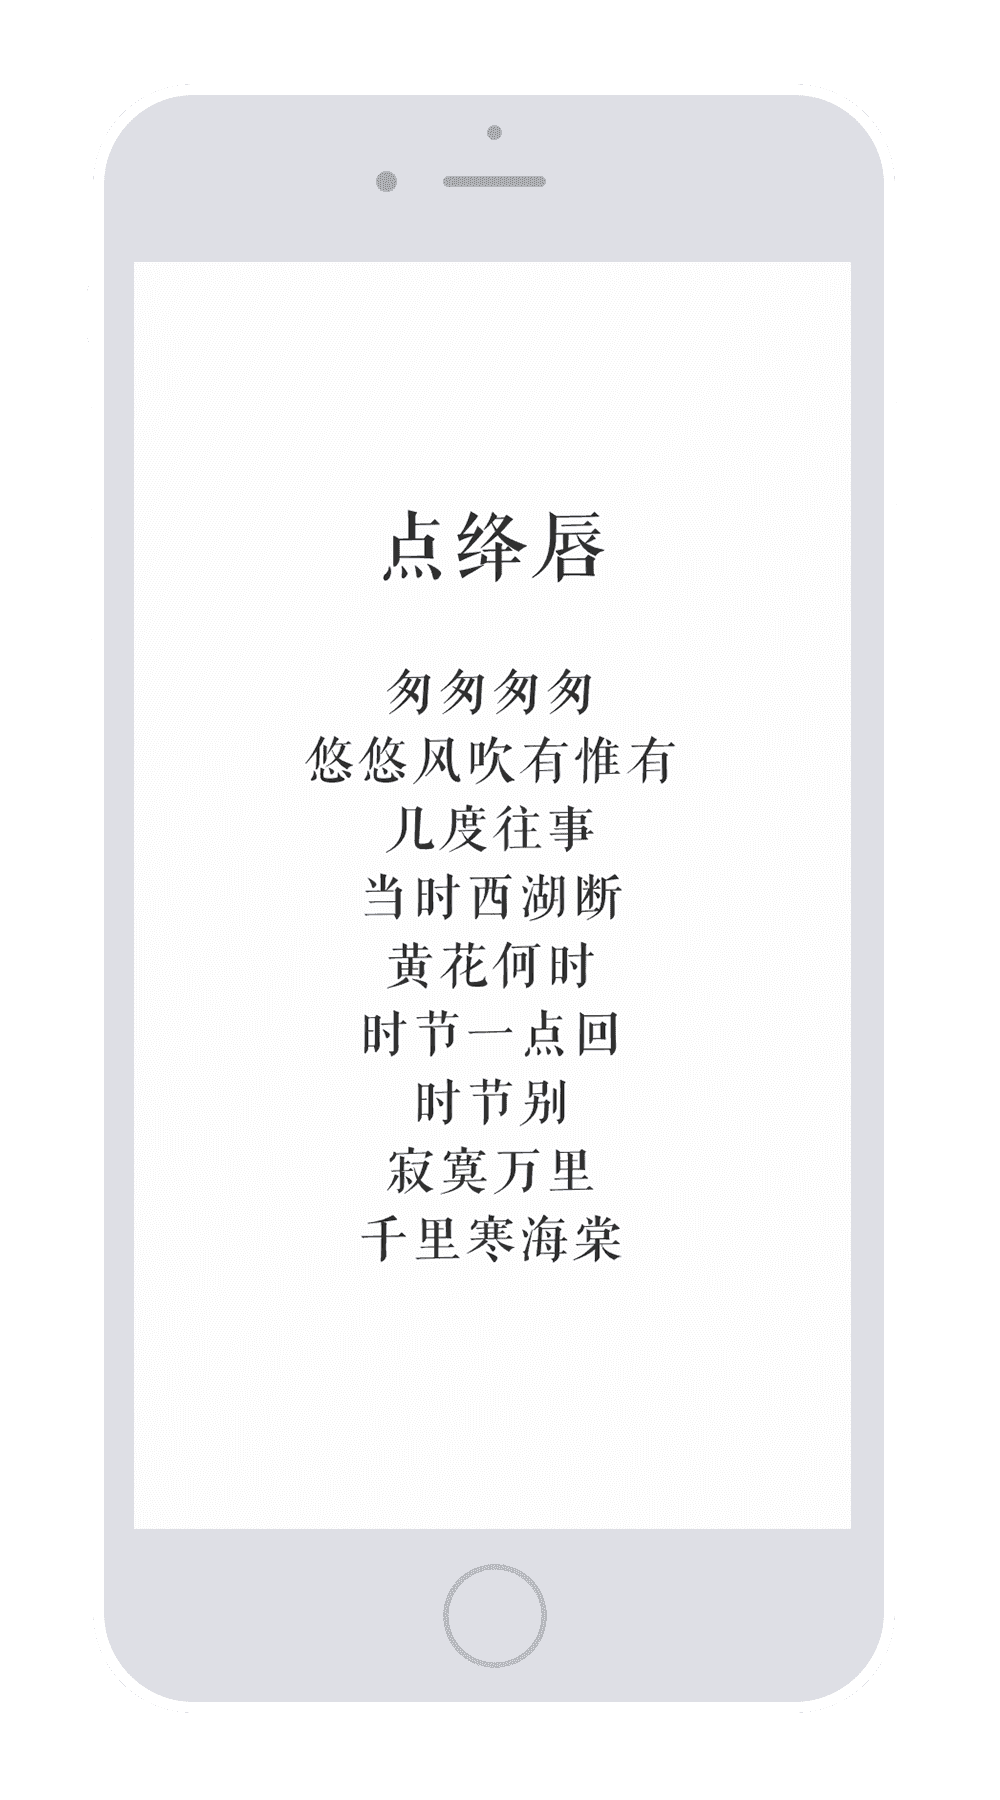 点绛唇
匆匆匆匆
悠悠风吹有惟有
几度往事
当时西湖断
黄花何时
时节一点回
时节别
寂寞万里
千里寒海棠